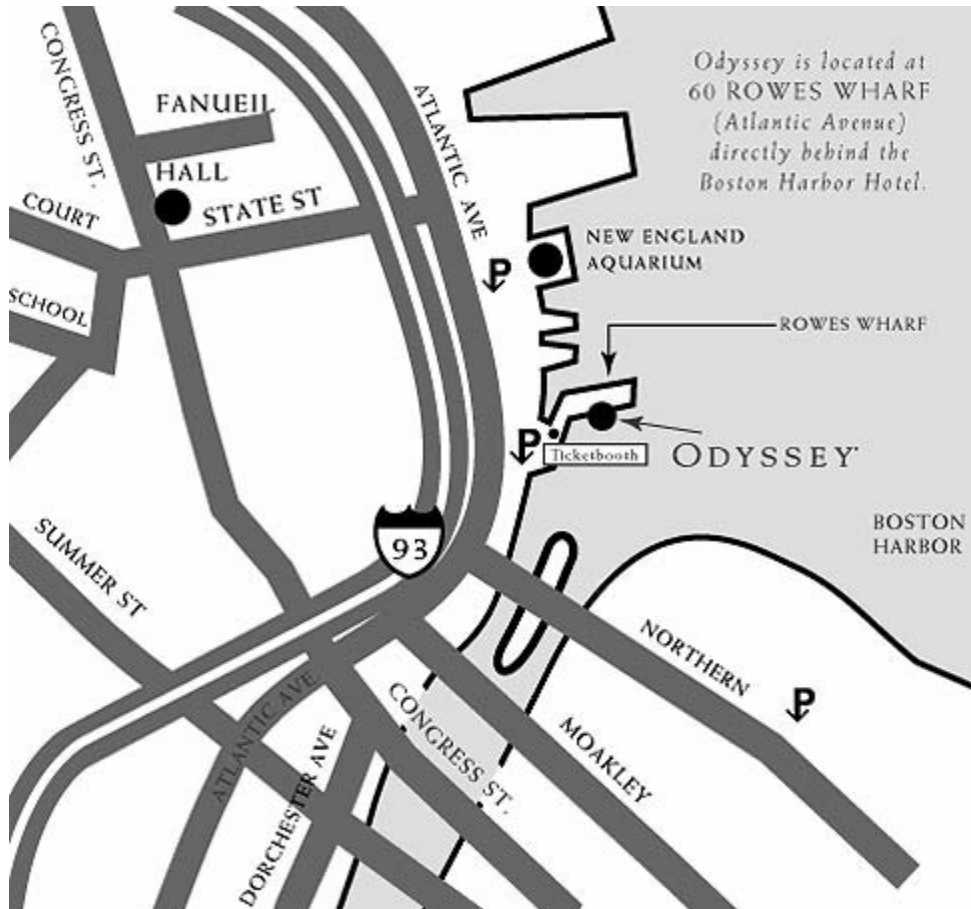 Odyssey is located at
60 ROWES WHARF
(Atlantic Avenue)
directly behind the
Boston Harbor Hotel.
CONGRESS ST.
FANUEIL
HALL
ATLANTIC AVE
COURT
STATE ST
NEW ENGLAND
AQUARIUM
P
SCHOOL
ROWES WHARF
P
Ticketbooth
ODYSSEY
93
BOSTON
HARBOR
SUMMER ST
NORTHERN
P
ATLANTIC AVE
CONGRESS ST.
MOAKLEY
DORCHESTER AVE